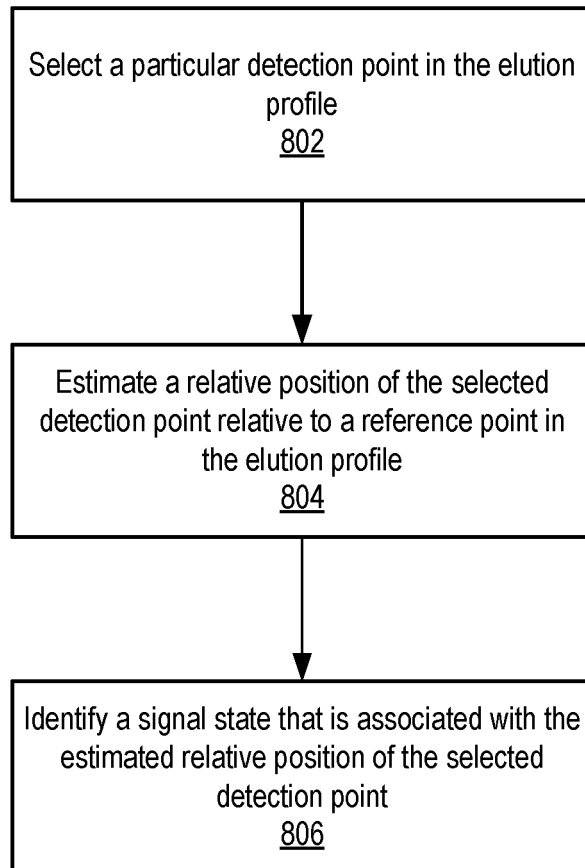 Select a particular detection point in the elution
profile
802
Estimate a relative position of the selected
detection point relative to a reference point in
the elution profile
804
Identify a signal state that is associated with the
estimated relative position of the selected
detection point
806